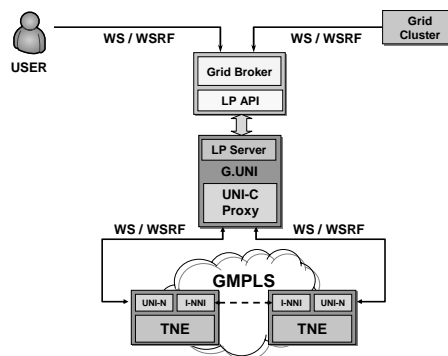 Grid
Cluster
WS / WSRF
WS / WSRF
USER
Grid Broker
LP API
LP Server
G.UNI
UNI-C
Proxy
WS / WSRF
WS / WSRF
GMPLS
UNI-N
I-NNI
I-NNI
UNI-N
TNE
TNE